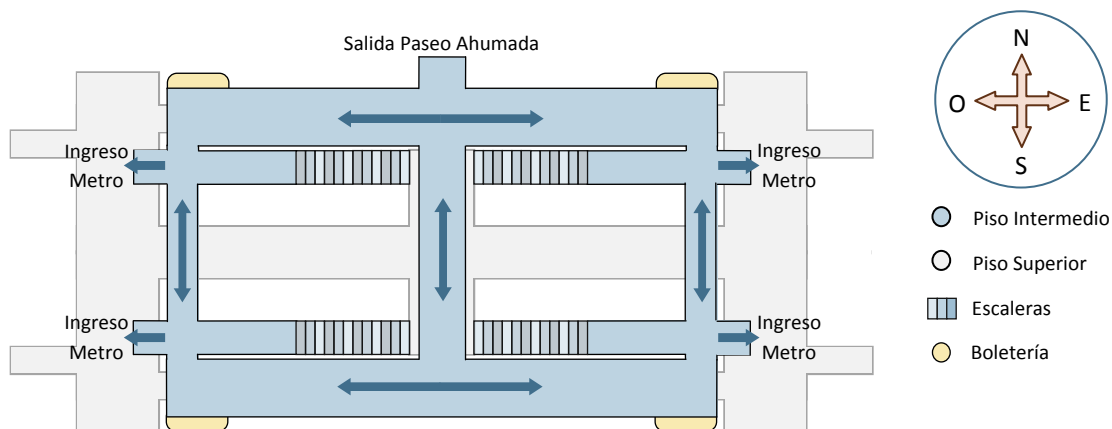 Salida Paseo Ahumada
Ingreso
Metro
Ingreso
Metro
Ingreso
Metro
Ingreso
Metro
N
O
E
S
Piso Intermedio
Piso Superior
Escaleras
Boletería